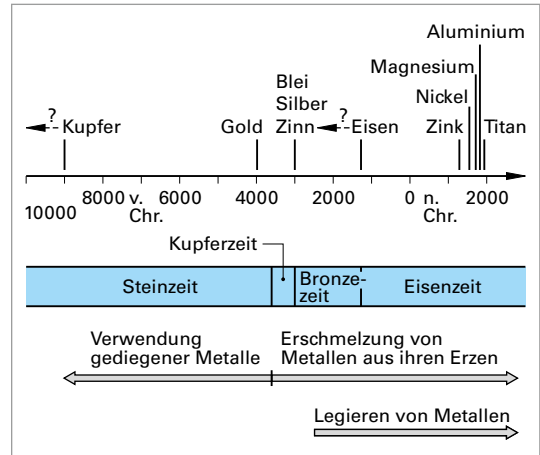 Aluminium
Magnesium
Blei
Silber
Nickel
? Kupfer Gold Zinn ? Eisen Zink Titan
10000 8000 v. Chr. 6000 4000 2000 0 n. Chr. 2000
Kupferzeit
Steinzeit Bronze- Eisenzeit
zeit
Verwendung Erschmelzung von
gediegener Metalle Metallen aus ihren Erzen
Legieren von Metallen